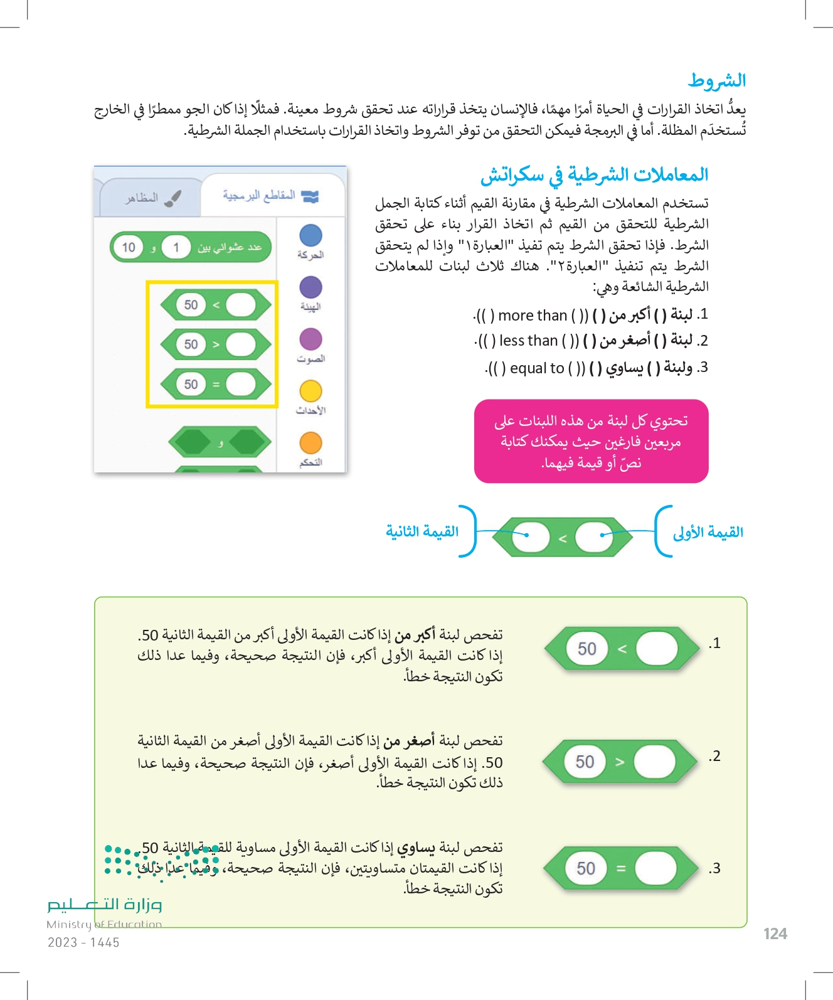 الشروط
يعدُّ اتخاذ القرارات في الحياة أمرًا مهمًا، فالإنسان يتخذ قراراته عند تحقق شروط معينة. فمثلًا إذا كان الجو ممطرًا في الخارج
تُستخدَم المظلة. أما في البرمجة فيمكن التحقق من توفر الشروط واتخاذ القرارات باستخدام الجملة الشرطية.
المعاملات الشرطية في سكراتش
تستخدم المعاملات الشرطية في مقارنة القيم أثناء كتابة الجمل
الشرطية للتحقق من القيم ثم اتخاذ القرار بناء على تحقق
الشرط. فإذا تحقق الشرط يتم تفيذ "العبارة١" وإذا لم يتحقق
الشرط يتم تنفيذ "العبارة٢". هناك ثلاث لبنات للمعاملات
الشرطية الشائعة وهي:
1. لبنة ( ) أكبر من ( ) (( ) more than ( )).
2. لبنة ( ) أصغر من ( ) (( ) less than ( )).
3. ولبنة ( ) يساوي ( ) (( ) equal to ( )).
المقاطع البرمجية
المظاهر
الحركة
الهيئة
الصوت
الأحداث
التحكم
عدد عشوائي بين 1 و 10
< 50
> 50
= 50
و
تحتوي كل لبنة من هذه اللبنات على
مربعين فارغين حيث يمكنك كتابة
نصّ أو قيمة فيهما.
القيمة الأولى
<
القيمة الثانية
1.
< 50
تفحص لبنة أكبر من إذا كانت القيمة الأولى أكبر من القيمة الثانية 50.
إذا كانت القيمة الأولى أكبر، فإن النتيجة صحيحة، وفيما عدا ذلك
تكون النتيجة خطأ.
2.
> 50
تفحص لبنة أصغر من إذا كانت القيمة الأولى أصغر من القيمة الثانية
50. إذا كانت القيمة الأولى أصغر، فإن النتيجة صحيحة، وفيما عدا
ذلك تكون النتيجة خطأ.
3.
= 50
تفحص لبنة يساوي إذا كانت القيمة الأولى مساوية للقيمة الثانية 50.
إذا كانت القيمتان متساويتين، فإن النتيجة صحيحة، وفيما عدا ذلك
تكون النتيجة خطأ.
وزارة التعليم
Ministry of Education
2023 - 1445
124